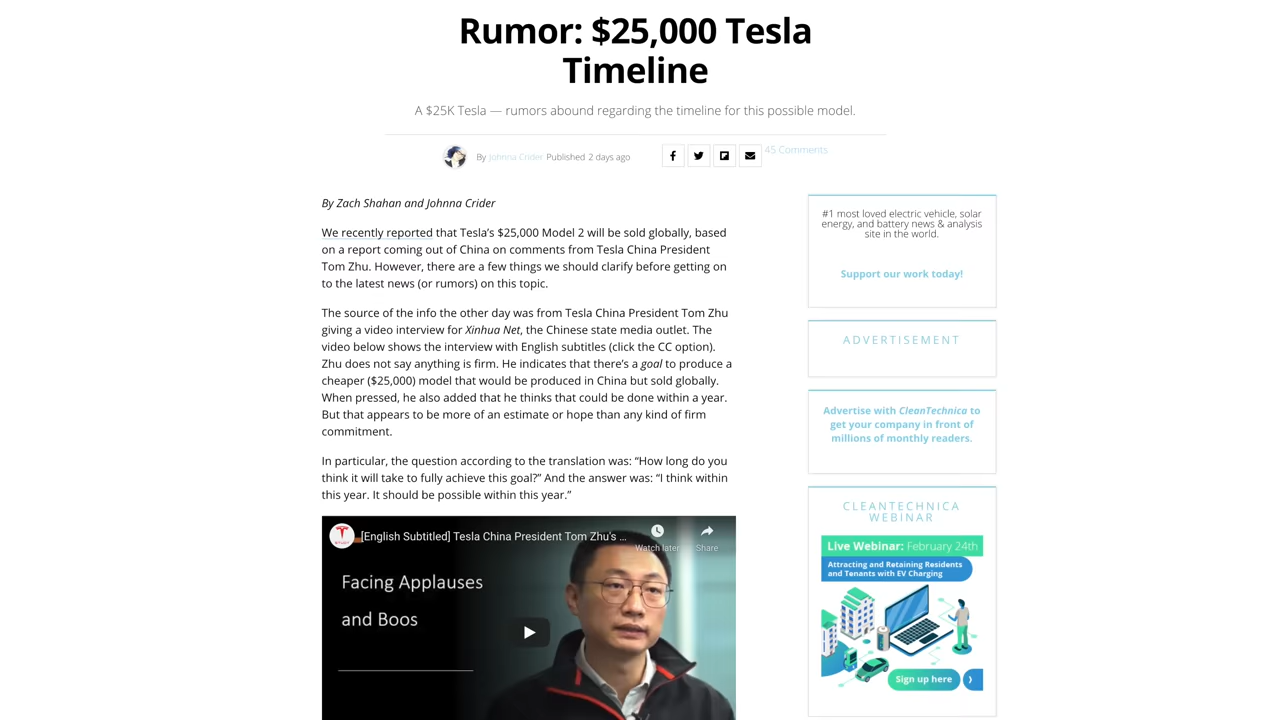 Rumor: $25,000 Tesla
Timeline
A $25K Tesla — rumors abound regarding the timeline for this possible model.
By Johnna Crider Published 2 days ago
45 Comments
By Zach Shahan and Johnna Crider
We recently reported that Tesla’s $25,000 Model 2 will be sold globally, based
on a report coming out of China on comments from Tesla China President
Tom Zhu. However, there are a few things we should clarify before getting on
to the latest news (or rumors) on this topic.
The source of the info the other day was from Tesla China President Tom Zhu
giving a video interview for Xinhua Net, the Chinese state media outlet. The
video below shows the interview with English subtitles (click the CC option).
Zhu does not say anything is firm. He indicates that there’s a goal to produce a
cheaper ($25,000) model that would be produced in China but sold globally.
When pressed, he also added that he thinks that could be done within a year.
But that appears to be more of an estimate or hope than any kind of firm
commitment.
In particular, the question according to the translation was: “How long do you
think it will take to fully achieve this goal?” And the answer was: “I think within
this year. It should be possible within this year.”
[English Subtitled] Tesla China President Tom Zhu's ...
Watch later
Share
Facing Applauses
and Boos
#1 most loved electric vehicle, solar
energy, and battery news & analysis
site in the world.
Support our work today!
ADVERTISEMENT
Advertise with CleanTechnica to
get your company in front of
millions of monthly readers.
CLEANTECHNICA
WEBINAR
Live Webinar: February 24th
Attracting and Retaining Residents
and Tenants with EV Charging
Sign up here